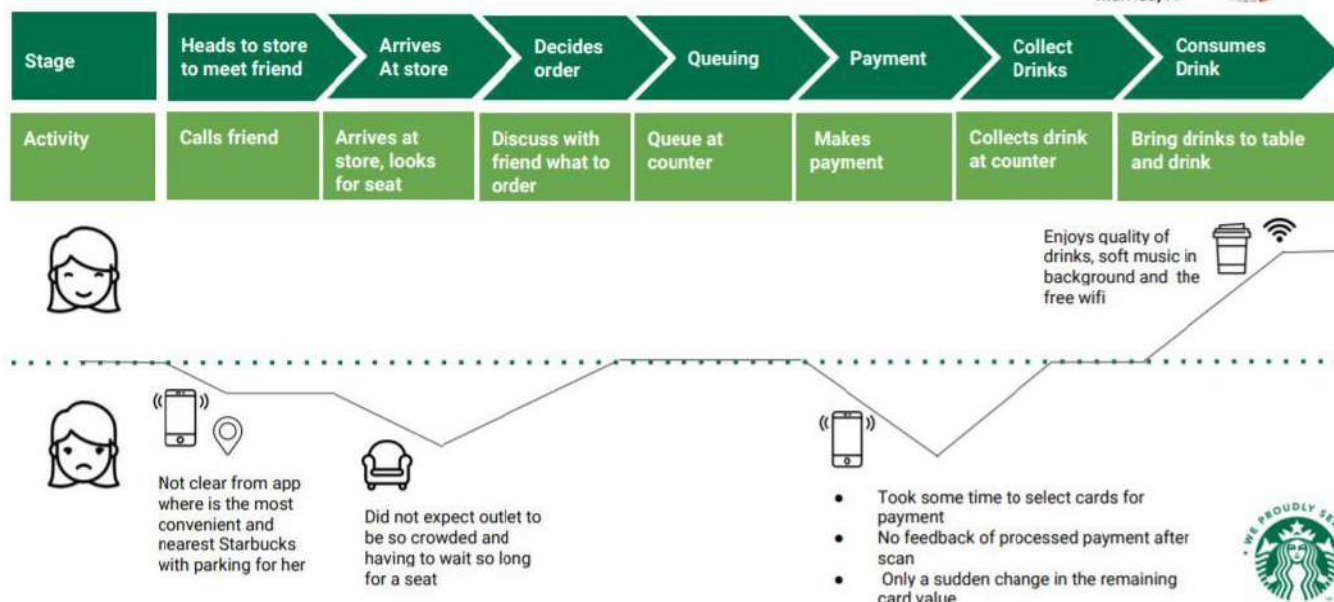 Stage
Heads to store
to meet friend
Arrives
At store
Decides
order
Queuing
Payment
Collect
Drinks
Consumes
Drink
Activity
Calls friend
Arrives at
store, looks
for seat
Discuss with
friend what to
order
Queue at
counter
Makes
payment
Collects drink
at counter
Bring drinks to table
and drink
Enjoys quality of
drinks, soft music in
background and the
free wifi
Not clear from app
where is the most
convenient and
nearest Starbucks
with parking for her
Did not expect outlet to
be so crowded and
having to wait so long
for a seat
● Took some time to select cards for
payment
● No feedback of processed payment after
scan
● Only a sudden change in the remaining
card value
WE PROUDLY SE